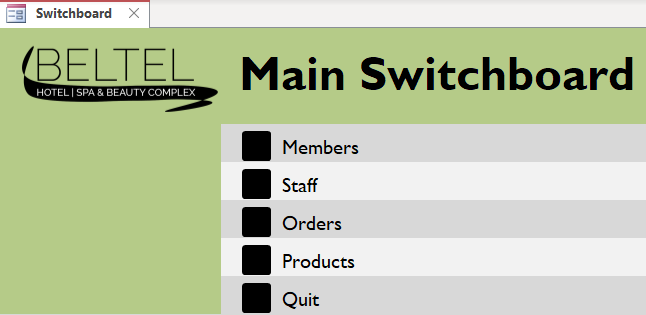 Switchboard
BELTEL
HOTEL | SPA & BEAUTY COMPLEX
Main Switchboard
Members
Staff
Orders
Products
Quit